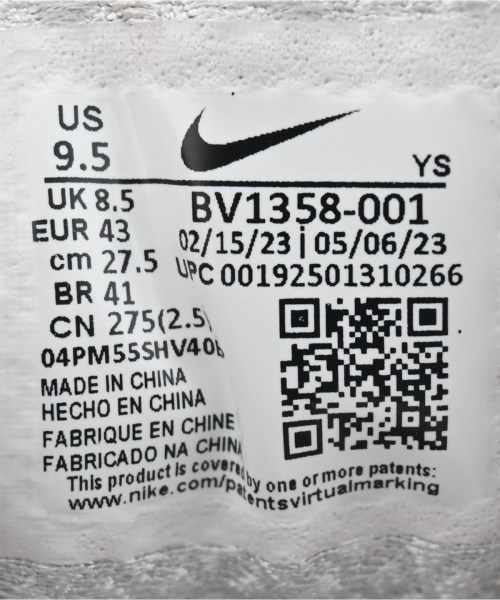 US
9.5
YS
UK 8.5
BV1358-001
EUR 43
02/15/23 | 05/06/23
cm 27.5
UPC 00192501310266
BR 41
CN 275(2.5)
MADE IN CHINA
HECHO EN CHINA
FABRIQUE EN CHINE
FABRICADO NA CHINA
This product is covered by one or more patents:
www.nike.com/patentsvirtualmarking